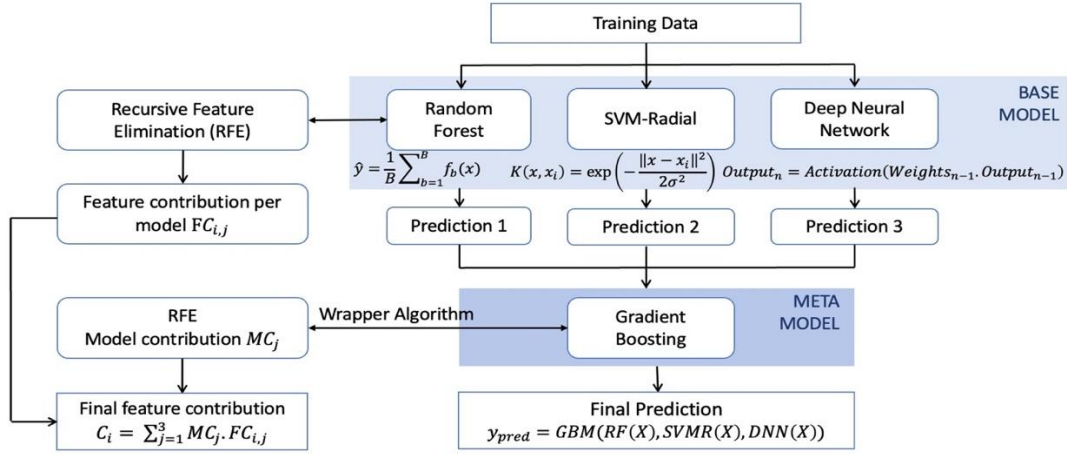 Training Data
BASE
MODEL
Recursive Feature
Elimination (RFE)
Random
Forest
SVM-Radial
Deep Neural
Network
ŷ = 1/B ∑_{b=1}^{B} f_b(x)
K(x, x_i) = exp(−‖x − x_i‖²/2σ²)
Output_n = Activation(Weights_{n−1}.Output_{n−1})
Feature contribution per
model FC_{i,j}
Prediction 1
Prediction 2
Prediction 3
META
MODEL
RFE
Model contribution MC_j
Wrapper Algorithm
Gradient
Boosting
Final feature contribution
C_i = ∑_{j=1}^{3} MC_j. FC_{i,j}
Final Prediction
y_{pred} = GBM(RF(X), SVMR(X), DNN(X))